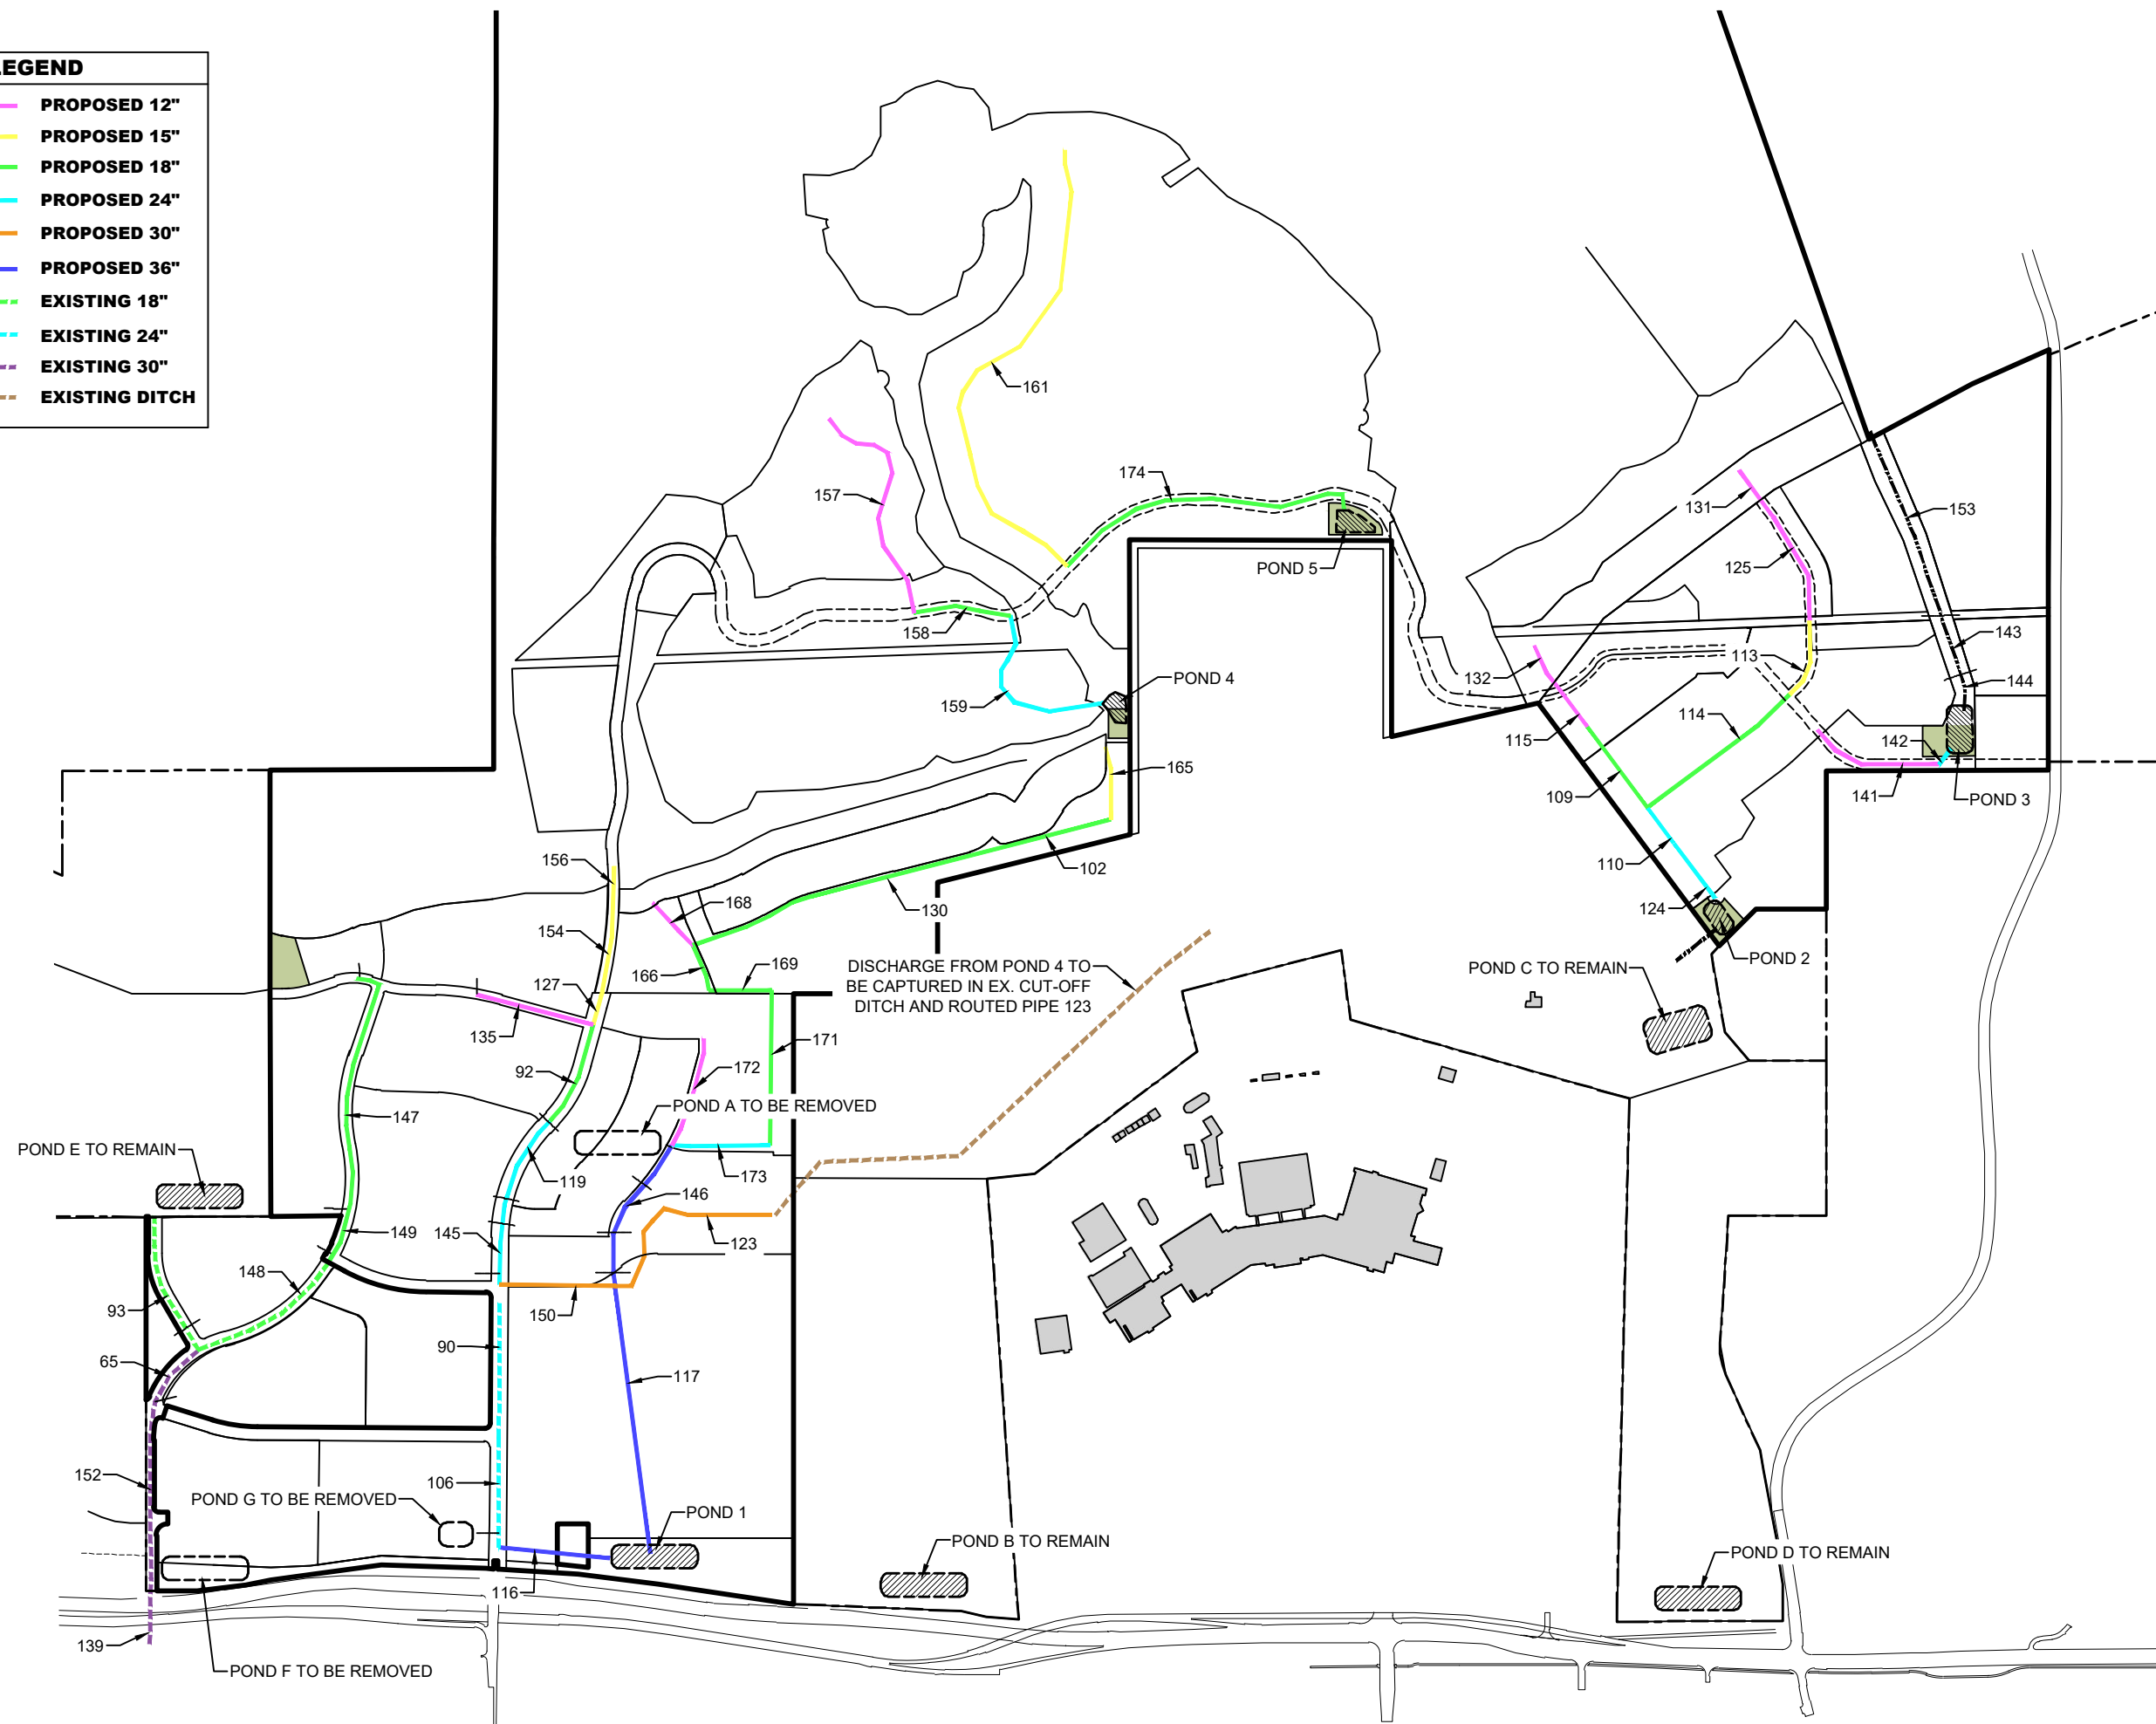 LEGEND
PROPOSED 12"
PROPOSED 15"
PROPOSED 18"
PROPOSED 24"
PROPOSED 30"
PROPOSED 36"
EXISTING 18"
EXISTING 24"
EXISTING 30"
EXISTING DITCH
161
174
157
131
153
125
POND 5
158
143
113
132
POND 4
144
159
114
115
142
165
109
POND 3
141
156
110
102
168
130
124
154
POND 2
166
169
DISCHARGE FROM POND 4 TO
BE CAPTURED IN EX. CUT-OFF
DITCH AND ROUTED PIPE 123
POND C TO REMAIN
127
135
171
92
172
POND A TO BE REMOVED
147
POND E TO REMAIN
119
173
146
149
145
123
148
93
150
90
65
117
152
106
POND G TO BE REMOVED
POND 1
POND B TO REMAIN
POND D TO REMAIN
116
139
POND F TO BE REMOVED